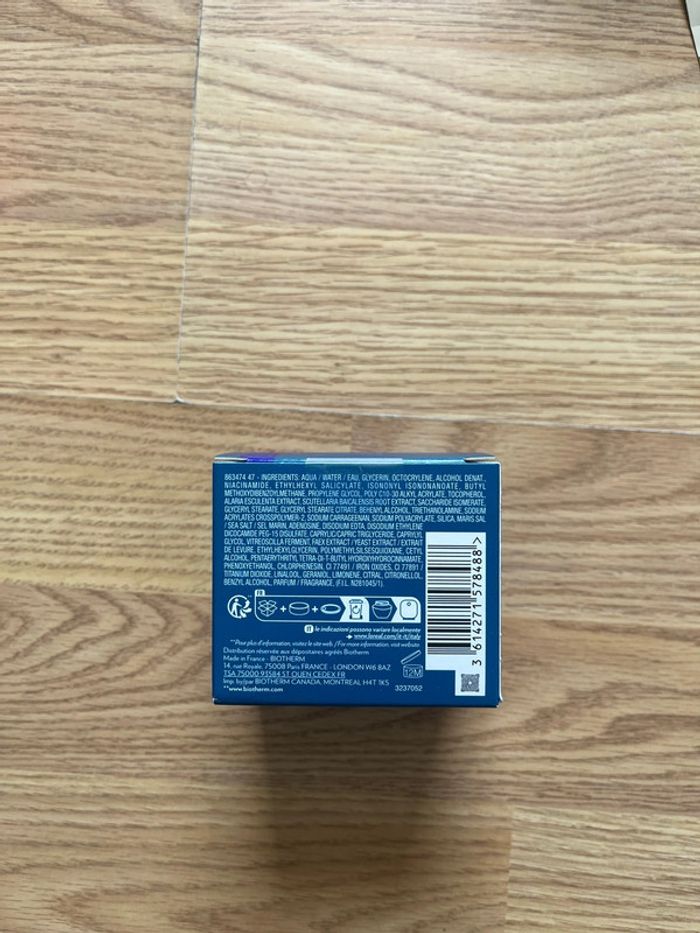 863474 47 - INGREDIENTS: AQUA / WATER / EAU, GLYCERIN, OCTOCRYLENE, ALCOHOL DENAT.,
NIACINAMIDE, ETHYLHEXYL SALICYLATE, ISONONYL ISONONANOATE, BUTYL
METHOXYDIBENZOYLMETHANE, PROPYLENE GLYCOL, POLY C10-30 ALKYL ACRYLATE, TOCOPHEROL,
ALARIA ESCULENTA EXTRACT, SCUTELLARIA BAICALENSIS ROOT EXTRACT, SACCHARIDE ISOMERATE,
GLYCERYL STEARATE, GLYCERYL STEARATE CITRATE, BEHENYL ALCOHOL, TRIETHANOLAMINE, SODIUM
ACRYLATES CROSSPOLYMER-2, SODIUM CARRAGEENAN, SODIUM POLYACRYLATE, SILICA, MARIS SAL
/ SEA SALT / SEL MARIN, ADENOSINE, DISODIUM EDTA, DISODIUM ETHYLENE
DICOCAMIDE PEG-15 DISULFATE, CAPRYLIC/CAPRIC TRIGLYCERIDE, CAPRYLYL
GLYCOL, VITREOSCILLA FERMENT, FAEX EXTRACT / YEAST EXTRACT / EXTRAIT
DE LEVURE, ETHYLHEXYLGLYCERIN, POLYMETHYLSILSESQUIOXANE, CETYL
ALCOHOL, PENTAERYTHRITYL TETRA-DI-T-BUTYL HYDROXYHYDROCINNAMATE,
PHENOXYETHANOL, CHLORPHENESIN, CI 77491 / IRON OXIDES, CI 77891 /
TITANIUM DIOXIDE, LINALOOL, GERANIOL, LIMONENE, CITRAL, CITRONELLOL,
BENZYL ALCOHOL, PARFUM / FRAGRANCE, (F.I.L. N281045/1).
FR
+ + +
IT le indicazioni possono variare localmente
www.loreal.com/it-it/italy
**Pour plus d'information, visitez le site web. / For more information, visit website.
Distribution réservée aux dépositaires agréés Biotherm
Made in France - BIOTHERM
14, rue Royale, 75008 Paris FRANCE - LONDON W6 8AZ
TSA 75000 93584 ST OUEN CEDEX FR
Imp. by/par BIOTHERM CANADA, MONTREAL H4T 1K5
**www.biotherm.com
12M
3237052
3 614271 578488 >